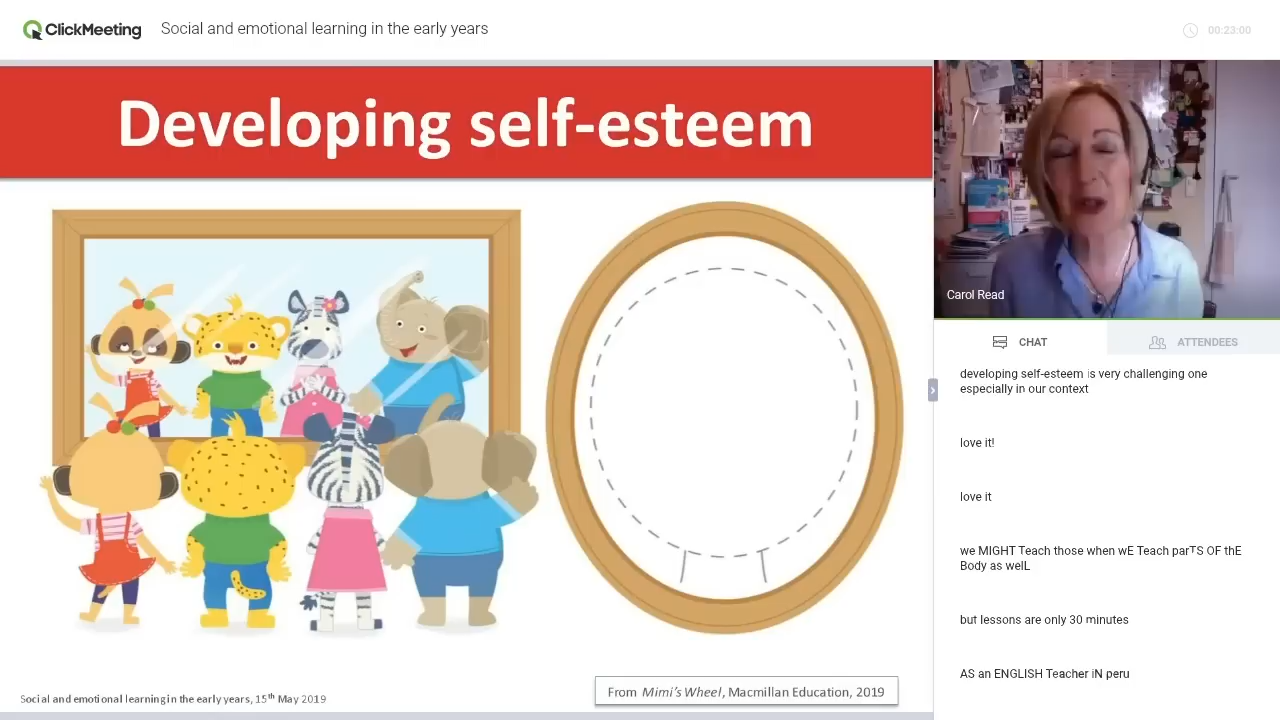 ClickMeeting
Social and emotional learning in the early years
00:23:00
Developing self-esteem
Carol Read
CHAT
ATTENDEES
developing self-esteem is very challenging one
especially in our context
love it!
love it
we MIGHT Teach those when wE Teach parTS OF thE
Body as welL
but lessons are only 30 minutes
AS an ENGLISH Teacher iN peru
From Mimi's Wheel, Macmillan Education, 2019
Social and emotional learning in the early years, 15th May 2019